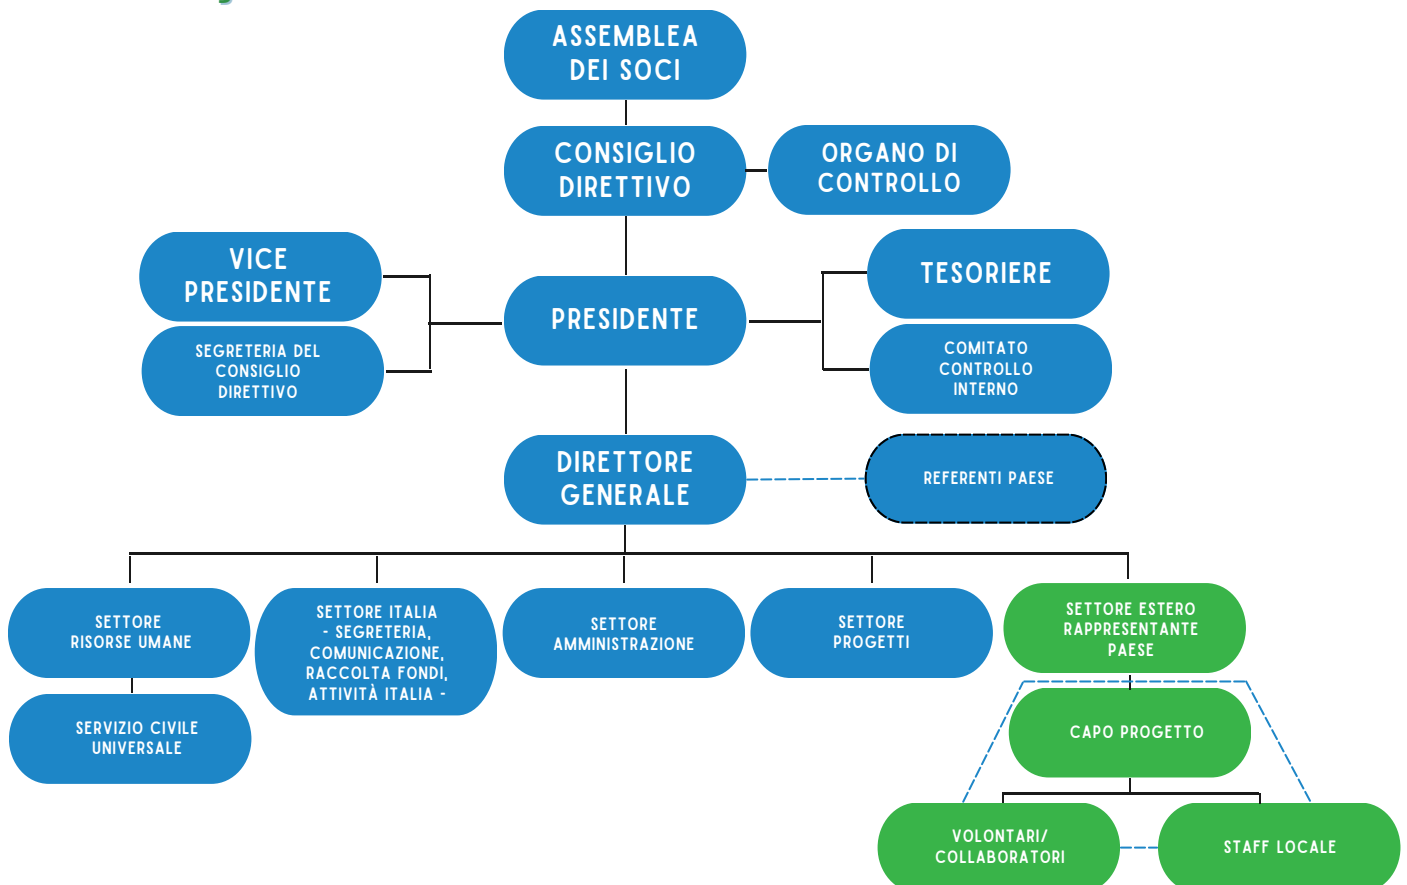 ASSEMBLEA
DEI SOCI
CONSIGLIO
DIRETTIVO
ORGANO DI
CONTROLLO
VICE
PRESIDENTE
SEGRETERIA DEL
CONSIGLIO
DIRETTIVO
PRESIDENTE
TESORIERE
COMITATO
CONTROLLO
INTERNO
DIRETTORE
GENERALE
REFERENTI PAESE
SETTORE
RISORSE UMANE
SERVIZIO CIVILE
UNIVERSALE
SETTORE ITALIA
- SEGRETERIA,
COMUNICAZIONE,
RACCOLTA FONDI,
ATTIVITÀ ITALIA -
SETTORE
AMMINISTRAZIONE
SETTORE
PROGETTI
SETTORE ESTERO
RAPPRESENTANTE
PAESE
CAPO PROGETTO
VOLONTARI/
COLLABORATORI
STAFF LOCALE